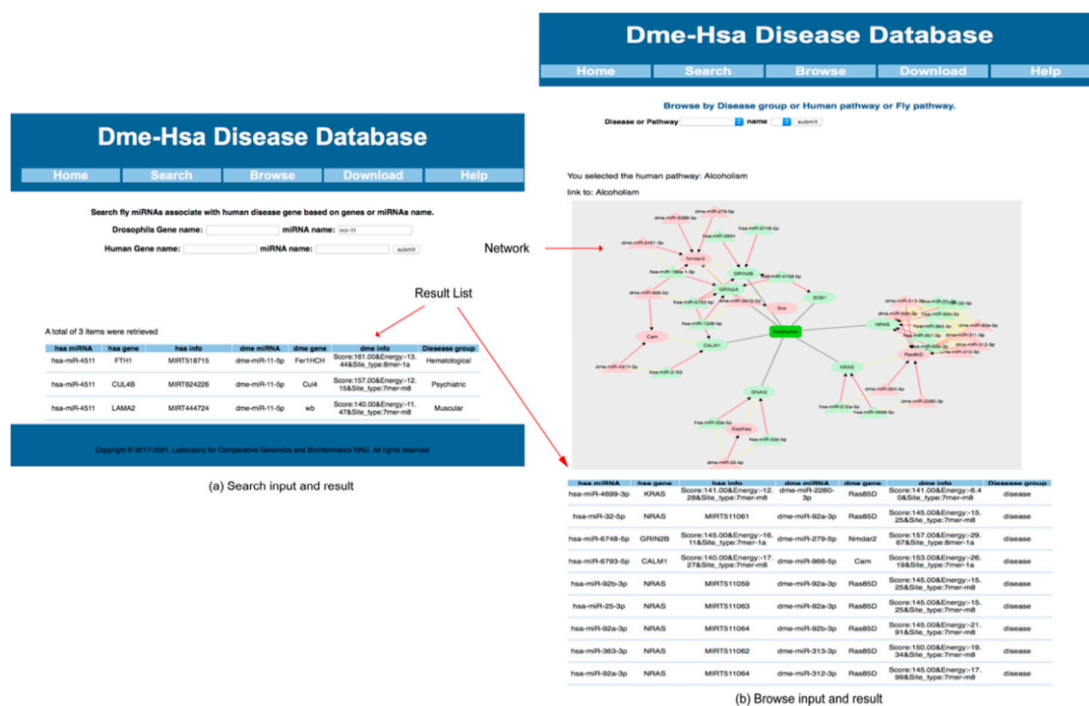 Dme-Hsa Disease Database
Home Search Browse Download Help
Search fly miRNAs associate with human disease gene based on genes or miRNAs name.
Drosophila Gene name: miRNA name: mir-11
Human Gene name: miRNA name: submit
Result List
A total of 3 items were retrieved
hsa miRNA hsa gene hsa info dme miRNA dme gene dme info Diesease group
hsa-miR-4511 FTH1 MIRT518715 dme-miR-11-5p Fer1HCH Score:161.00&Energy:-13.
44&Site_type:8mer-1a Hematological
hsa-miR-4511 CUL4B MIRT624226 dme-miR-11-5p Cul4 Score:157.00&Energy:-12.
15&Site_type:7mer-m8 Psychiatric
hsa-miR-4511 LAMA2 MIRT444724 dme-miR-11-5p wb Score:140.00&Energy:-11.
47&Site_type:7mer-m8 Muscular
Copyright © 2017-2021. Laboratory for Comparative Genomics and Bioinformatics NNU. All rights reserved
(a) Search input and result
Dme-Hsa Disease Database
Home Search Browse Download Help
Browse by Disease group or Human pathway or Fly pathway.
Disease or Pathway name submit
You selected the human pathway: Alcoholism
link to: Alcoholism
Network
Nmdar2
GRIN2B
GRIN2A
SOS1
Sos
Alcoholism
NRAS
Ras85D
Cam
CALM1
KRAS
GNAI3
hsa miRNA hsa gene hsa info dme miRNA dme gene dme info Diesease group
hsa-miR-4699-3p KRAS Score:141.00&Energy:-12.
28&Site_type:7mer-m8 dme-miR-2280-
3p Ras85D Score:141.00&Energy:-6.4
0&Site_type:7mer-m8 disease
hsa-miR-32-5p NRAS MIRT511061 dme-miR-92a-3p Ras85D Score:145.00&Energy:-15.
25&Site_type:7mer-m8 disease
hsa-miR-6748-5p GRIN2B Score:145.00&Energy:-16.
11&Site_type:7mer-1a dme-miR-279-5p Nmdar2 Score:157.00&Energy:-29.
67&Site_type:8mer-1a disease
hsa-miR-6793-5p CALM1 Score:140.00&Energy:-17.
27&Site_type:7mer-m8 dme-miR-966-5p Cam Score:153.00&Energy:-26.
19&Site_type:7mer-1a disease
hsa-miR-92b-3p NRAS MIRT511059 dme-miR-92a-3p Ras85D Score:145.00&Energy:-15.
25&Site_type:7mer-m8 disease
hsa-miR-25-3p NRAS MIRT511063 dme-miR-92a-3p Ras85D Score:145.00&Energy:-15.
25&Site_type:7mer-m8 disease
hsa-miR-92a-3p NRAS MIRT511064 dme-miR-92b-3p Ras85D Score:145.00&Energy:-21.
91&Site_type:7mer-m8 disease
hsa-miR-363-3p NRAS MIRT511062 dme-miR-313-3p Ras85D Score:150.00&Energy:-19.
34&Site_type:7mer-m8 disease
hsa-miR-92a-3p NRAS MIRT511064 dme-miR-312-3p Ras85D Score:145.00&Energy:-17.
99&Site_type:7mer-m8 disease
(b) Browse input and result